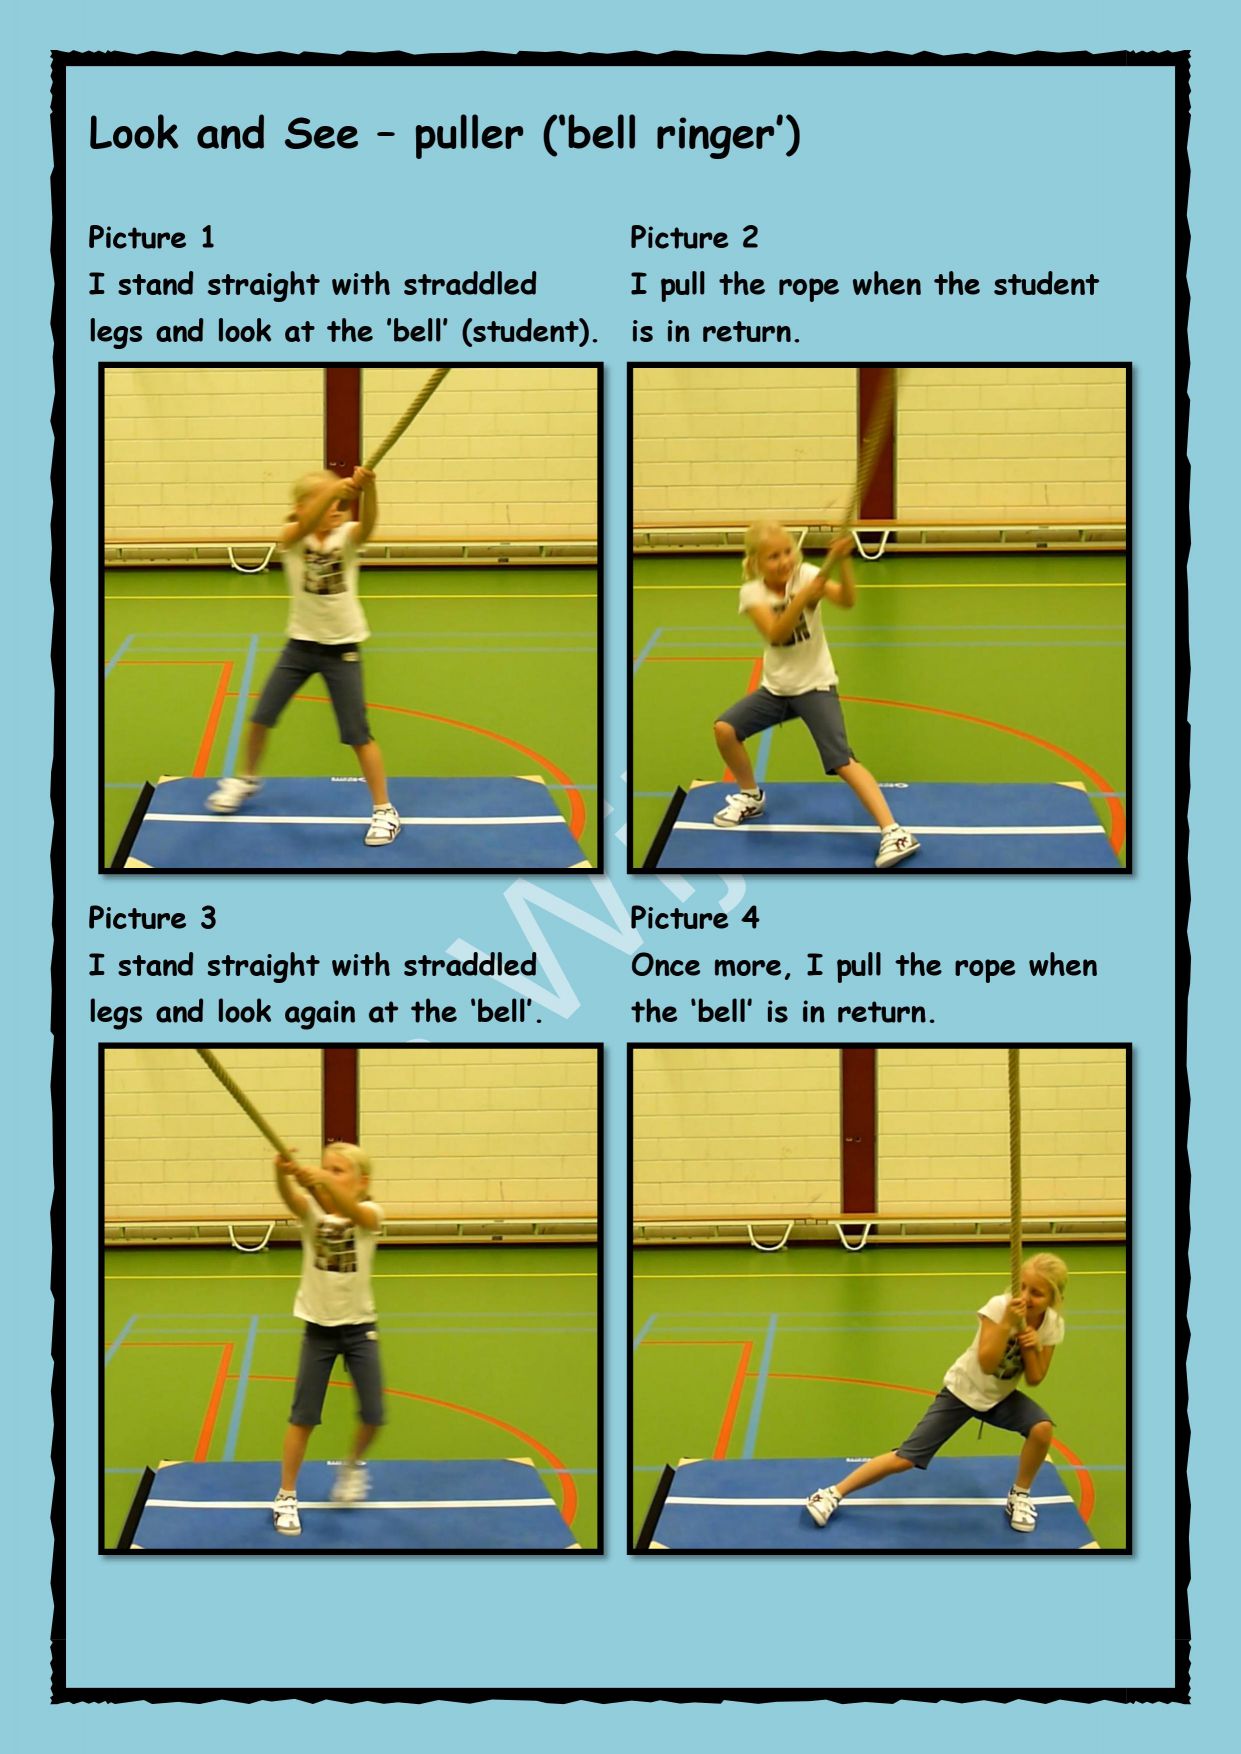 Look and See – puller (‘bell ringer’)
Picture 1
I stand straight with straddled
legs and look at the ’bell’ (student).
Picture 2
I pull the rope when the student
is in return.
Picture 3
I stand straight with straddled
legs and look again at the ‘bell’.
Picture 4
Once more, I pull the rope when
the ‘bell’ is in return.